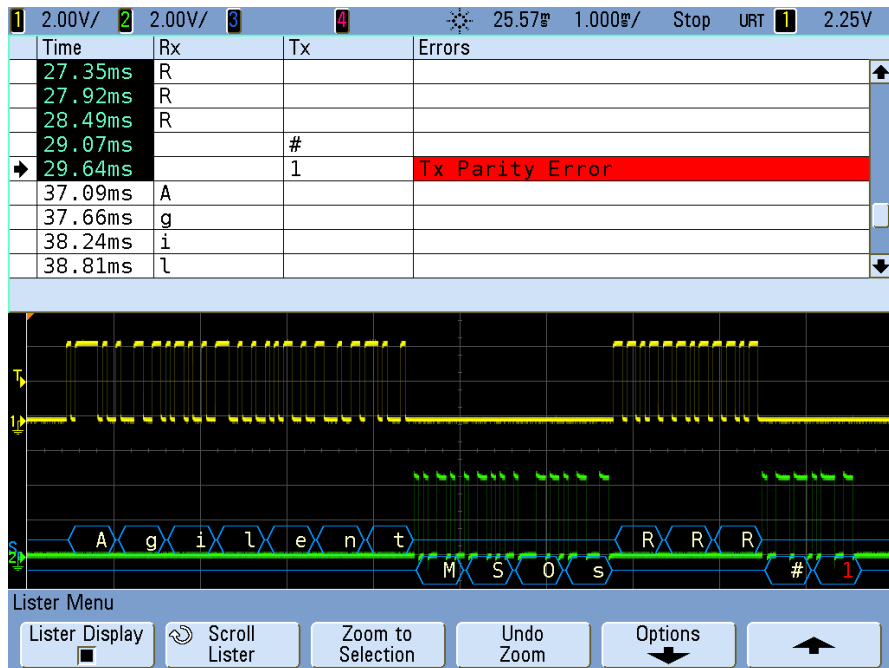 1 2.00V/ 2 2.00V/ 3 4 25.57ms 1.000ms/ Stop URT 1 2.25V
Time Rx Tx Errors
27.35ms R
27.92ms R
28.49ms R
29.07ms #
29.64ms 1 Tx Parity Error
37.09ms A
37.66ms g
38.24ms i
38.81ms l
T
1
A g i l e n t R R R
S
2
M S O s # 1
Lister Menu
Lister Display Scroll Lister Zoom to Selection Undo Zoom Options